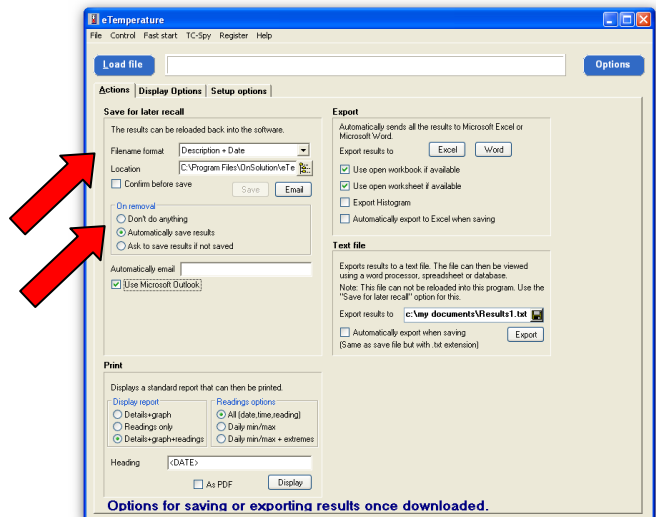 eTemperature
File Control Fast start TC-Spy Register Help
Load file
Options
Actions Display Options Setup options
Save for later recall
The results can be reloaded back into the software.
Filename format Description + Date
Location C:\Program Files\OnSolution\eTe
Confirm before save
Save Email
On removal
Don't do anything
Automatically save results
Ask to save results if not saved
Automatically email
Use Microsoft Outlook
Export
Automatically sends all the results to Microsoft Excel or
Microsoft Word.
Export results to Excel Word
Use open workbook if available
Use open worksheet if available
Export Histogram
Automatically export to Excel when saving
Text file
Exports results to a text file. The file can then be viewed
using a word processor, spreadsheet or database.
Note: This file can not be reloaded into this program. Use the
"Save for later recall" option for this.
Export results to c:\my documents\Results1.txt
Automatically export when saving
(Same as save file but with .txt extension)
Export
Print
Displays a standard report that can then be printed.
Display report
Details+graph
Readings only
Details+graph+readings
Readings options
All (date,time,reading)
Daily min/max
Daily min/max + extremes
Heading <DATE>
As PDF Display
Options for saving or exporting results once downloaded.